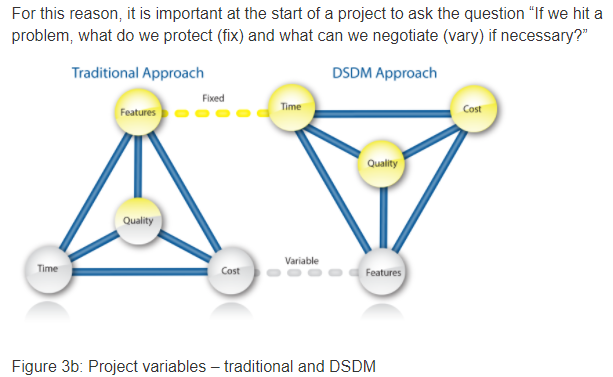 For this reason, it is important at the start of a project to ask the question “If we hit a
problem, what do we protect (fix) and what can we negotiate (vary) if necessary?”
Traditional Approach
DSDM Approach
Features
Fixed
Time
Cost
Quality
Quality
Time
Cost
Variable
Features
Figure 3b: Project variables – traditional and DSDM